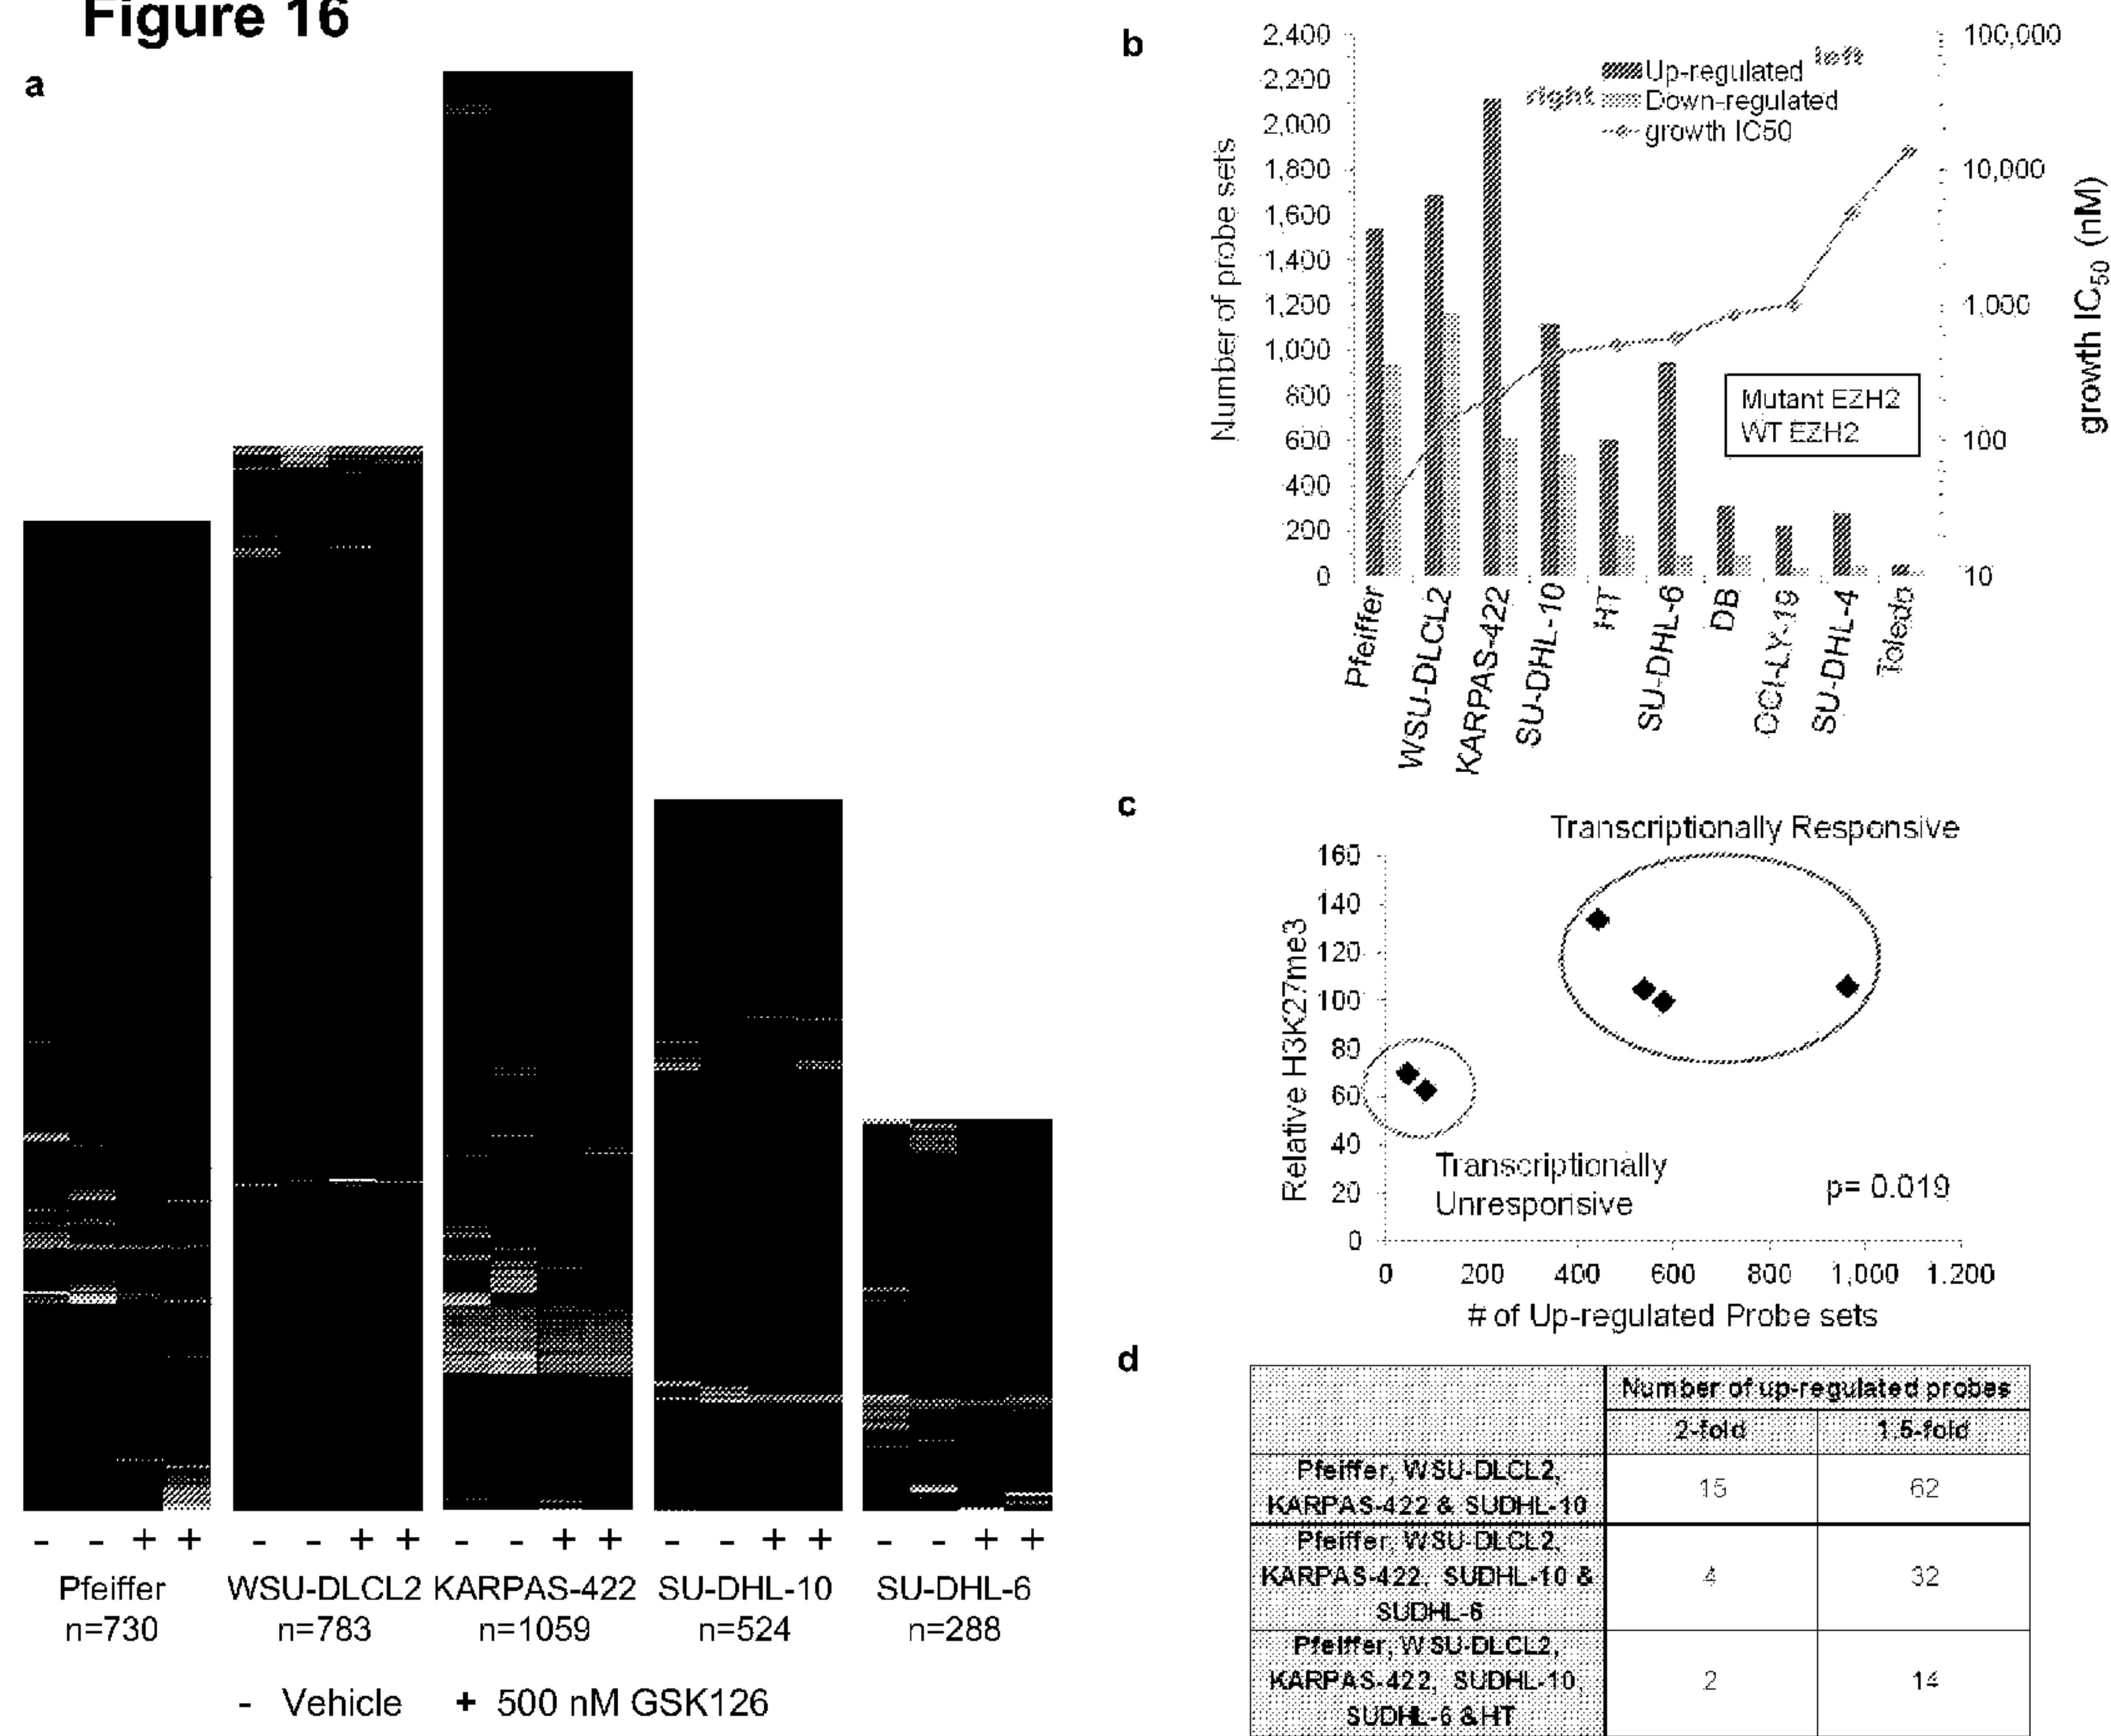 Figure 16
a
- - + +
- - + +
- - + +
- - + +
- - + +
Pfeiffer
n=730
WSU-DLCL2
n=783
KARPAS-422
n=1059
SU-DHL-10
n=524
SU-DHL-6
n=288
- Vehicle + 500 nM GSK126
b
Number of probe sets
2,400
2,200
2,000
1,800
1,600
1,400
1,200
1,000
800
600
400
200
0
Up-regulated left
right Down-regulated
growth IC50
Mutant EZH2
WT EZH2
100,000
10,000
1,000
100
10
growth IC50 (nM)
Pfeiffer
WSU-DLCL2
KARPAS-422
SU-DHL-10
HT
SU-DHL-6
DB
OCI-LY-19
SU-DHL-4
Toledo
c
Transcriptionally Responsive
Relative H3K27me3
160
140
120
100
80
60
40
20
0
Transcriptionally
Unresponsive
p= 0.019
0 200 400 600 800 1,000 1.200
# of Up-regulated Probe sets
d
Number of up-regulated probes
2-fold 1.5-fold
Pfeiffer, WSU-DLCL2,
KARPAS-422 & SUDHL-10
15 62
Pfeiffer, WSU-DLCL2,
KARPAS-422, SUDHL-10 &
SUDHL-6
4 32
Pfeiffer, WSU-DLCL2,
KARPAS-422, SUDHL-10
SUDHL-6 & HT
2 14